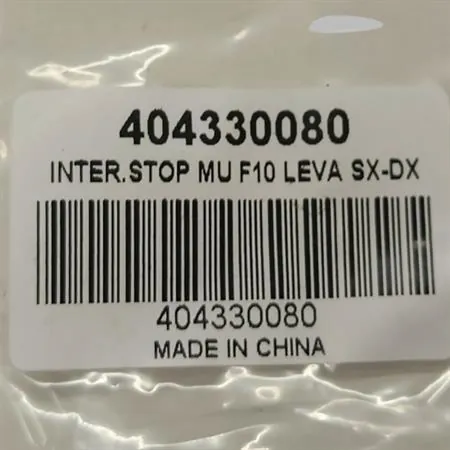 404330080
INTER.STOP MU F10 LEVA SX-DX
404330080
MADE IN CHINA